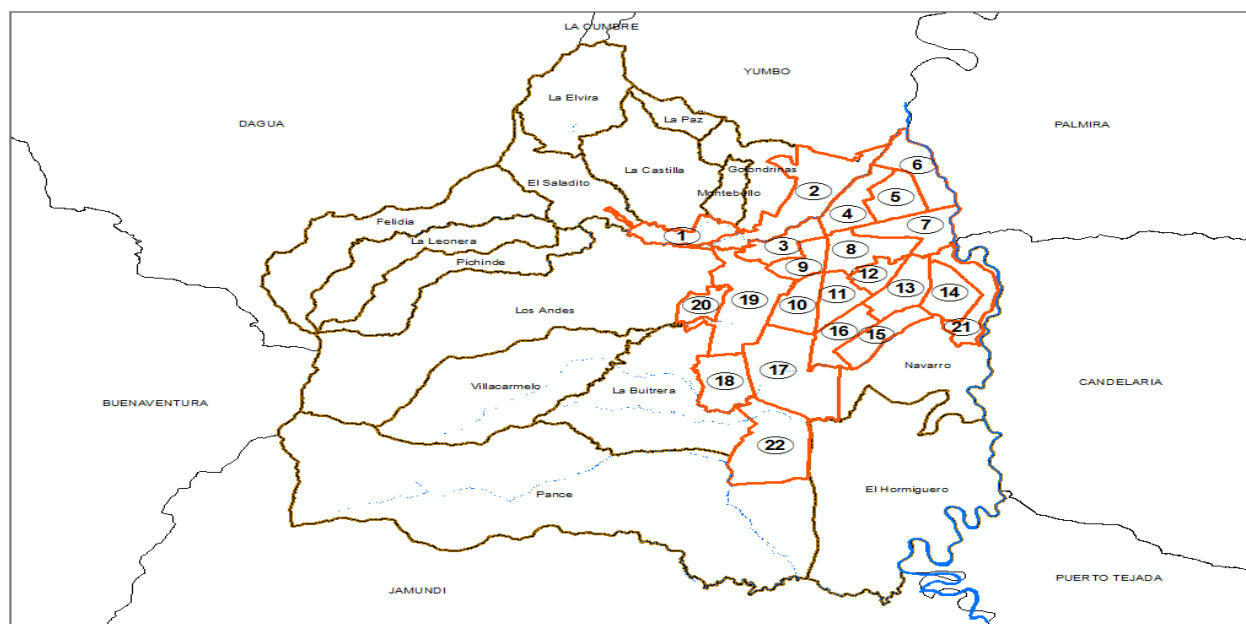 LA CUMBRE
YUMBO
La Elvira
La Paz
DAGUA
PALMIRA
La Castilla
Golondrinas
6
El Saladito
Montebello
2
5
4
Felidia
7
1
La Leonera
3
8
Pichinde
9
12
13
14
11
20
19
10
Los Andes
21
16
15
Navarro
17
18
Villacarmelo
La Buitrera
CANDELARIA
BUENAVENTURA
22
El Hormiguero
Pance
PUERTO TEJADA
JAMUNDI